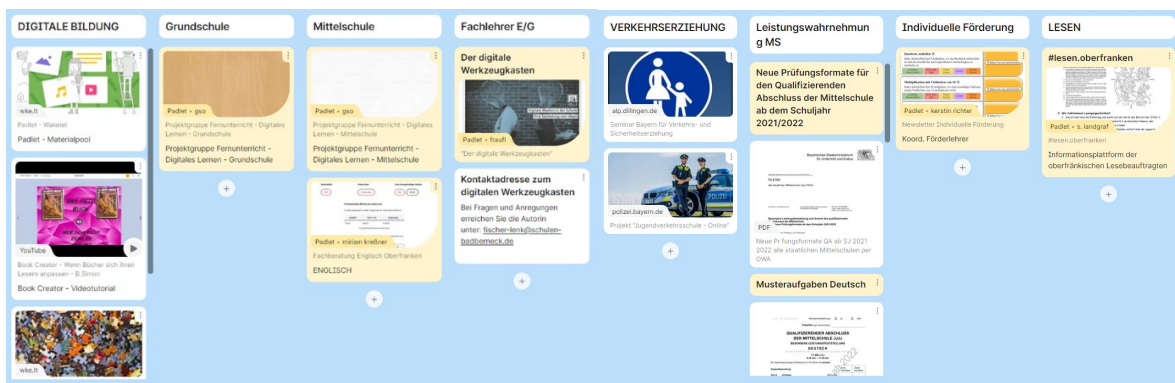 DIGITALE BILDUNG
wke.lt
Padlet - Wakelet
Padlet - Materialpool
YouTube
Book Creator - Wenn Bücher sich ihren
Lesern anpassen - B.Simon
Book Creator - Videotutorial
wke.lt
Grundschule
Padlet • gso
Projektgruppe Fernunterricht - Digitales
Lernen - Grundschule
Projektgruppe Fernunterricht -
Digitales Lernen - Grundschule
Mittelschule
Padlet • gso
Projektgruppe Fernunterricht - Digitales
Lernen - Mittelschule
Projektgruppe Fernunterricht -
Digitales Lernen - Mittelschule
Padlet • miriam kreßner
Fachberatung Englisch Oberfranken
ENGLISCH
Fachlehrer E/G
Der digitale
Werkzeugkasten
Padlet • fraufl
"Der digitale Werkzeugkasten"
Kontaktadresse zum
digitalen Werkzeugkasten
Bei Fragen und Anregungen
erreichen Sie die Autorin
unter: fischer-lenk@schulen-
badberneck.de
VERKEHRSERZIEHUNG
alp.dillingen.de
Seminar Bayern für Verkehrs- und
Sicherheitserziehung
POLIZEI
polizei.bayern.de
Projekt "Jugendverkehrsschule - Online"
Leistungswahrnehmun
g MS
Neue Prüfungsformate für
den Qualifizierenden
Abschluss der Mittelschule
ab dem Schuljahr
2021/2022
PDF
Neue Pr fungsformate QA ab SJ 2021
2022 alle staatlichen Mittelschulen per
OWA
Musteraufgaben Deutsch
QUALIFIZIERENDER ABSCHLUSS
DER MITTELSCHULE JJJJ
BESONDERE LEISTUNGSFESTSTELLUNG
DEUTSCH
Individuelle Förderung
Padlet • kerstin richter
Newsletter Individuelle Förderung
Koord. Förderlehrer
LESEN
#lesen.oberfranken
Padlet • s. landgraf
#lesen.oberfranken
Informationsplattform der
oberfränkischen Lesebeauftragten